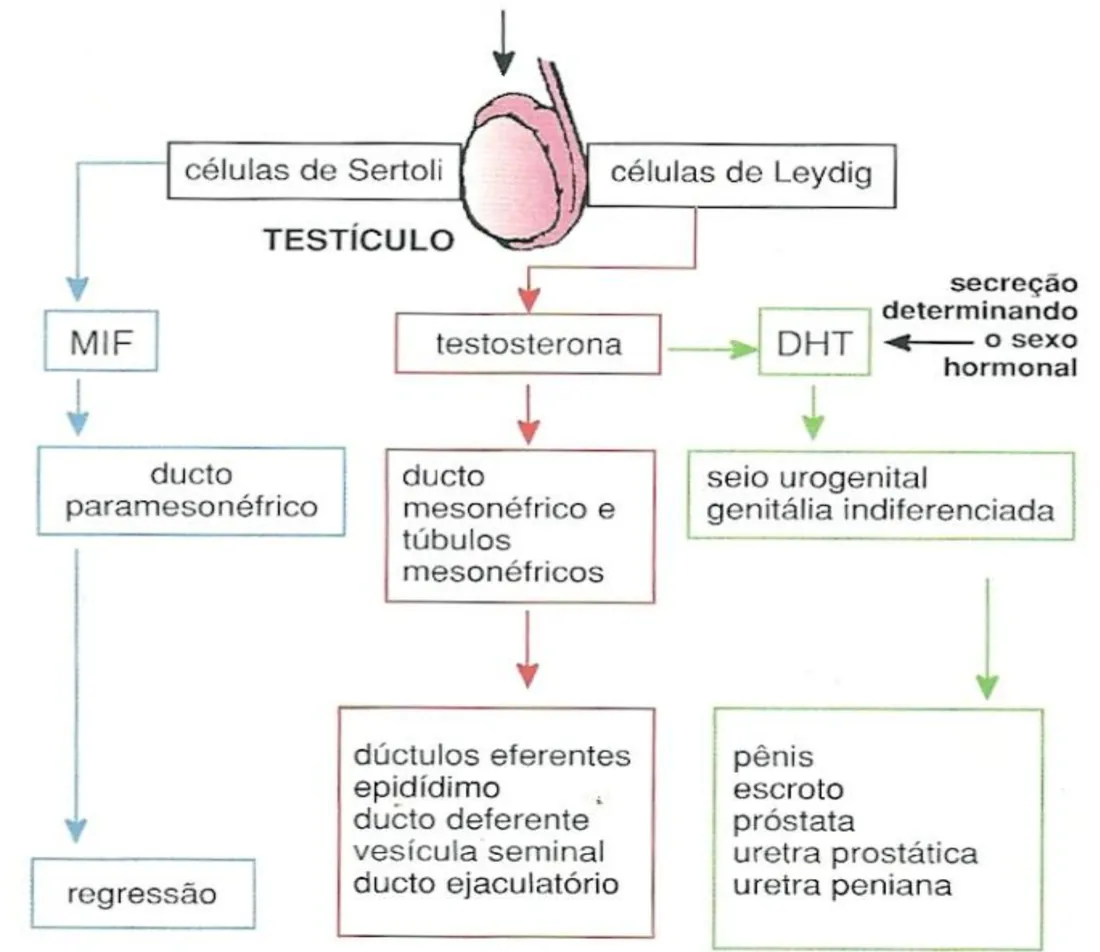 células de Sertoli
células de Leydig
TESTÍCULO
secreção
determinando
o sexo
hormonal
MIF
testosterona
DHT
ducto
paramesonéfrico
ducto
mesonéfrico e
túbulos
mesonéfricos
seio urogenital
genitália indiferenciada
regressão
dúctulos eferentes
epidídimo
ducto deferente
vesícula seminal
ducto ejaculatório
pênis
escroto
próstata
uretra prostática
uretra peniana